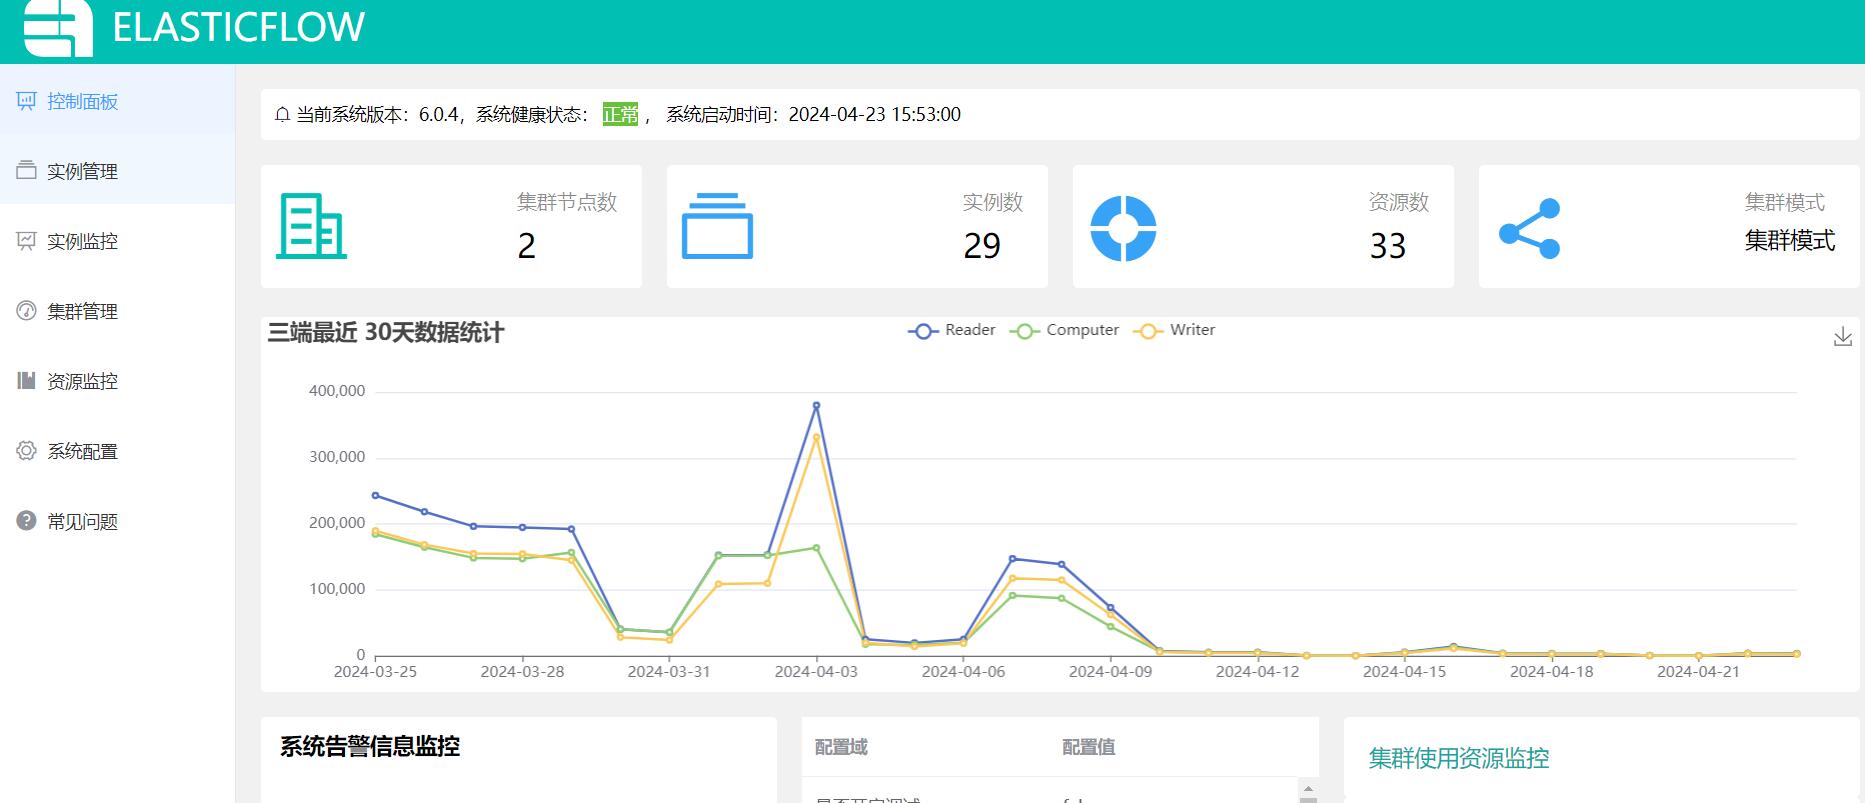 ELASTICFLOW
控制面板
实例管理
实例监控
集群管理
资源监控
系统配置
常见问题
当前系统版本：6.0.4，系统健康状态： 正常 ， 系统启动时间：2024-04-23 15:53:00
集群节点数
2
实例数
29
资源数
33
集群模式
集群模式
三端最近 30天数据统计
Reader Computer Writer
400,000
300,000
200,000
100,000
0
2024-03-25 2024-03-28 2024-03-31 2024-04-03 2024-04-06 2024-04-09 2024-04-12 2024-04-15 2024-04-18 2024-04-21
系统告警信息监控
配置域 配置值
集群使用资源监控